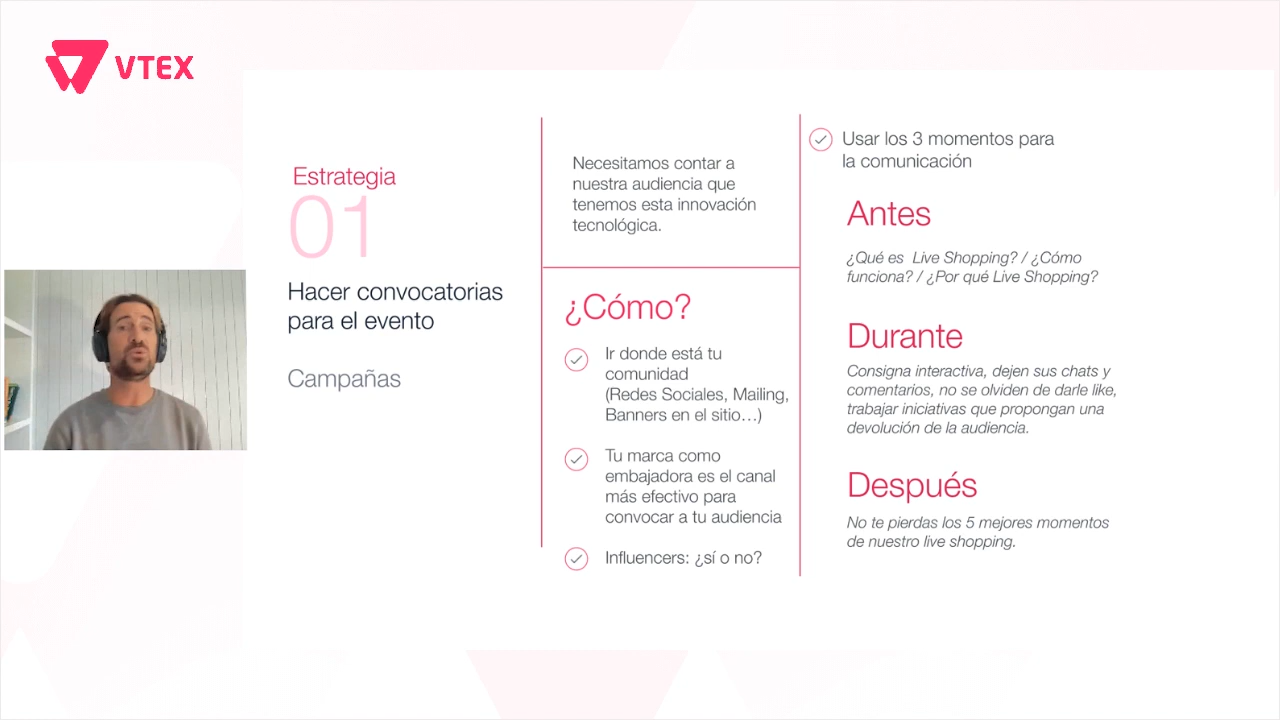 VTEX
Estrategia
01
Hacer convocatorias
para el evento
Campañas
Necesitamos contar a
nuestra audiencia que
tenemos esta innovación
tecnológica.
¿Cómo?
Ir donde está tu
comunidad
(Redes Sociales, Mailing,
Banners en el sitio…)
Tu marca como
embajadora es el canal
más efectivo para
convocar a tu audiencia
Influencers: ¿sí o no?
Usar los 3 momentos para
la comunicación
Antes
¿Qué es Live Shopping? / ¿Cómo
funciona? / ¿Por qué Live Shopping?
Durante
Consigna interactiva, dejen sus chats y
comentarios, no se olviden de darle like,
trabajar iniciativas que propongan una
devolución de la audiencia.
Después
No te pierdas los 5 mejores momentos
de nuestro live shopping.